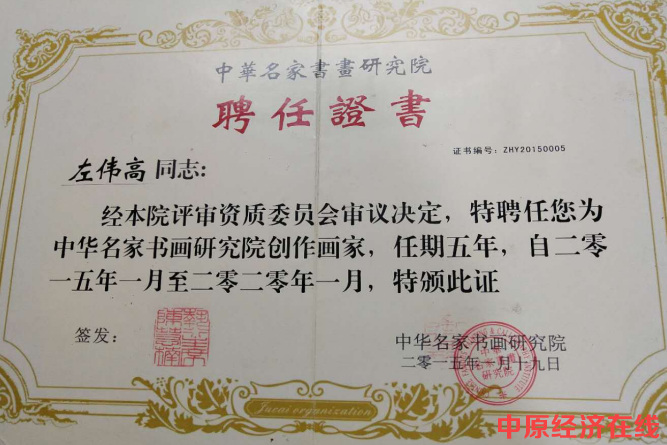 中華名家書畫研究院
聘任證書
证书编号：ZHY20150005
左伟高 同志：
经本院评审资质委员会审议决定，特聘任您为
中华名家书画研究院创作画家，任期五年，自二零
一五年一月至二零二零年一月，特颁此证
签发：
中华名家书画研究院
二零一五年一月十九日
Jucai organization
中原经济在线